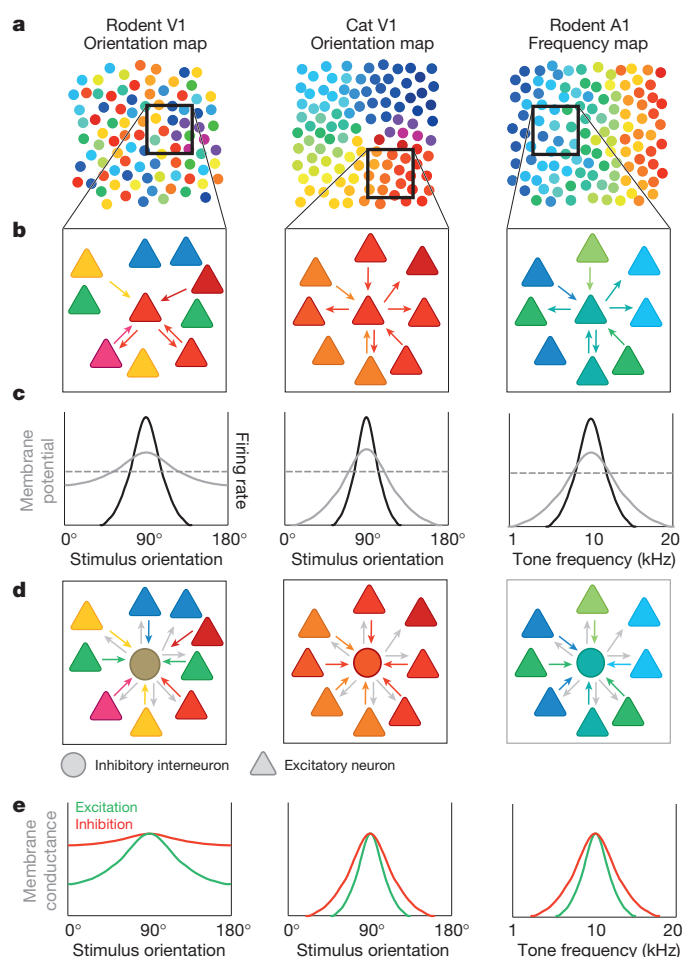 a
Rodent V1
Orientation map
Cat V1
Orientation map
Rodent A1
Frequency map
b
c
Membrane
potential
Firing rate
0° 90° 180°
Stimulus orientation
0° 90° 180°
Stimulus orientation
1 10 20
Tone frequency (kHz)
d
Inhibitory interneuron
Excitatory neuron
e
Membrane
conductance
Excitation
Inhibition
0° 90° 180°
Stimulus orientation
0° 90° 180°
Stimulus orientation
1 10 20
Tone frequency (kHz)